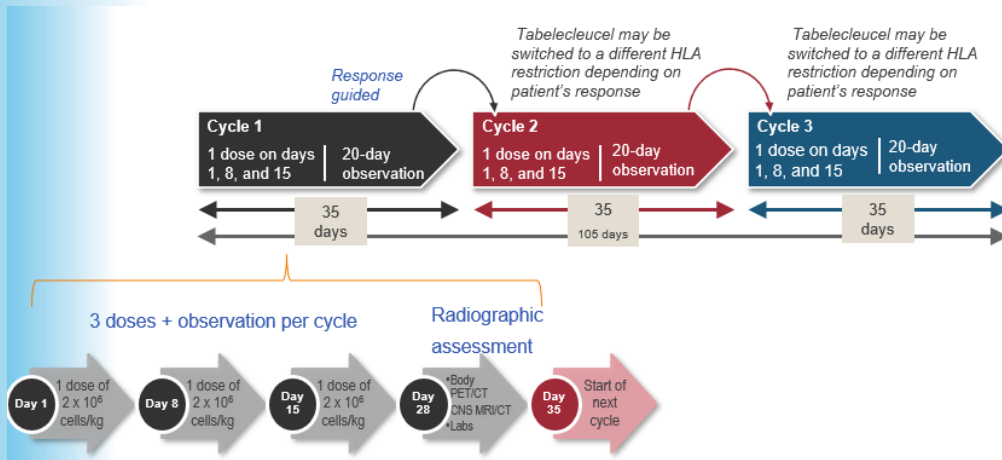 Response
guided
Tabelecleucel may be
switched to a different HLA
restriction depending on
patient's response
Tabelecleucel may be
switched to a different HLA
restriction depending on
patient's response
Cycle 1
1 dose on days
1, 8, and 15
20-day
observation
Cycle 2
1 dose on days
1, 8, and 15
20-day
observation
Cycle 3
1 dose on days
1, 8, and 15
20-day
observation
35
days
35
105 days
35
days
3 doses + observation per cycle
Radiographic
assessment
Day 1
1 dose of
2 x 10⁶
cells/kg
Day 8
1 dose of
2 x 10⁶
cells/kg
Day
15
1 dose of
2 x 10⁶
cells/kg
Day
28
•Body
PET/CT
CNS MRI/CT
•Labs
Day
35
Start of
next
cycle